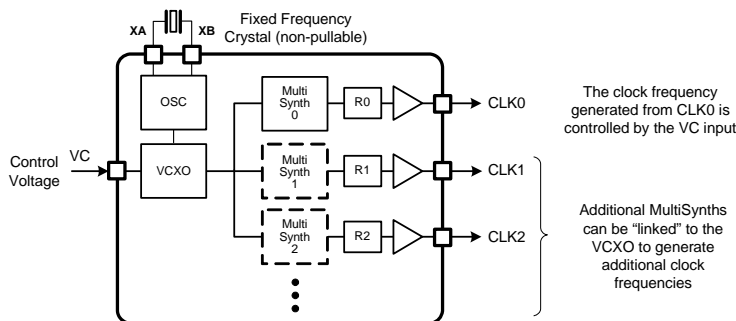 XA
XB
Fixed Frequency
Crystal (non-pullable)
OSC
Multi
Synth
0
R0
CLK0
The clock frequency
generated from CLK0 is
controlled by the VC input
Control
Voltage
VC
VCXO
Multi
Synth
1
R1
CLK1
Multi
Synth
2
R2
CLK2
Additional MultiSynths
can be “linked” to the
VCXO to generate
additional clock
frequencies